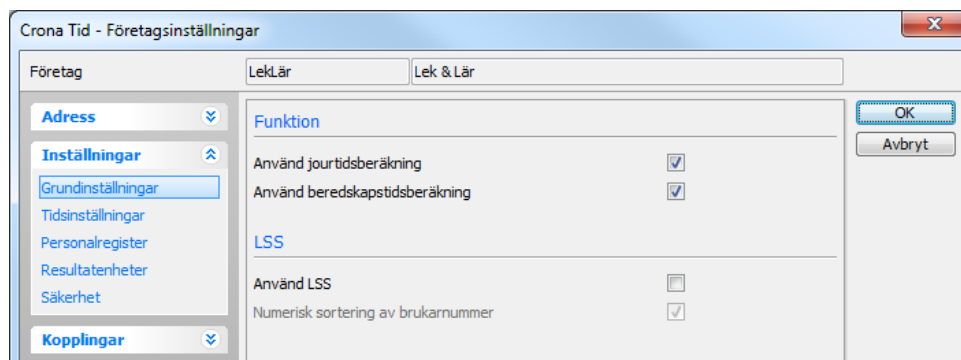 Crona Tid - Företagsinställningar
Företag
LekLär
Lek & Lär
Adress
Inställningar
Grundinställningar
Tidsinställningar
Personalregister
Resultatenheter
Säkerhet
Kopplingar
Funktion
Använd jourtidsberäkning
Använd beredskapstidsberäkning
LSS
Använd LSS
Numerisk sortering av brukarnummer
OK
Avbryt